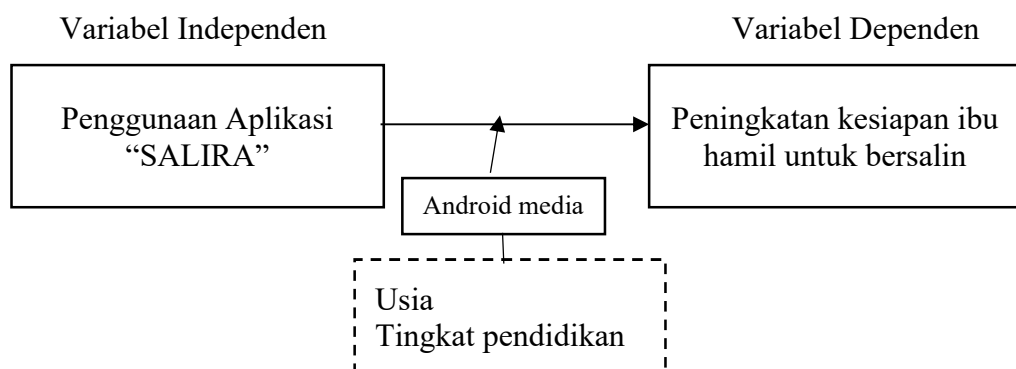 Variabel Independen
Variabel Dependen
Penggunaan Aplikasi
“SALIRA”
Peningkatan kesiapan ibu
hamil untuk bersalin
Android media
Usia
Tingkat pendidikan